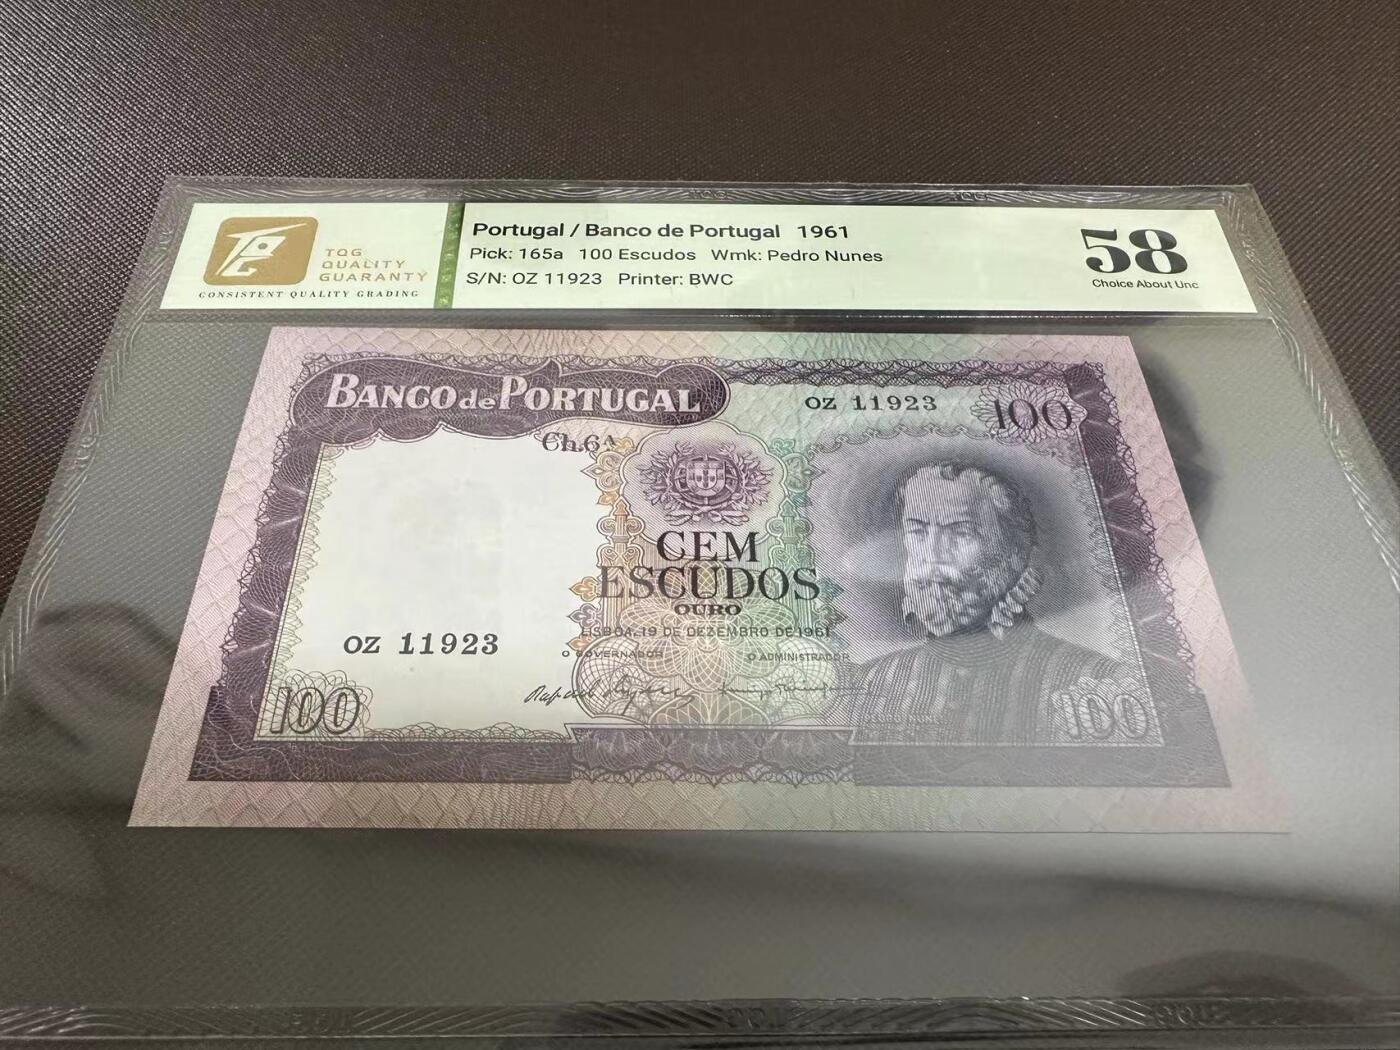 TQG
QUALITY
GUARANTY
CONSISTENT QUALITY GRADING
Portugal / Banco de Portugal 1961
Pick: 165a 100 Escudos Wmk: Pedro Nunes
S/N: OZ 11923 Printer: BWC
58
Choice About Unc
BANCO de PORTUGAL
OZ 11923
100
Ch.6A
CEM
ESCUDOS
OURO
LISBOA, 19 DE DEZEMBRO DE 1961
OZ 11923
O GOVERNADOR
O ADMINISTRADOR
100
PEDRO NUNES
100